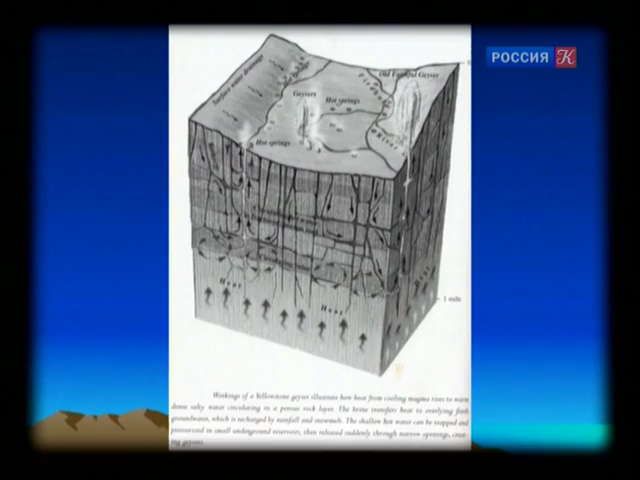 РОССИЯ К
Surface water drainage
Old Faithful Geyser
Geysers
Hot springs
River
Hot springs
Heat
Heat
1 mile
Workings of a Yellowstone geyser illustrate how heat from cooling magma rises to warm
dense salty water circulating in a porous rock layer. The brine transfers heat to overlying fresh
groundwater, which is recharged by rainfall and snowmelt. The shallow hot water can be trapped and
pressurized in small underground reservoirs, then released suddenly through narrow openings, creat-
ing geysers.